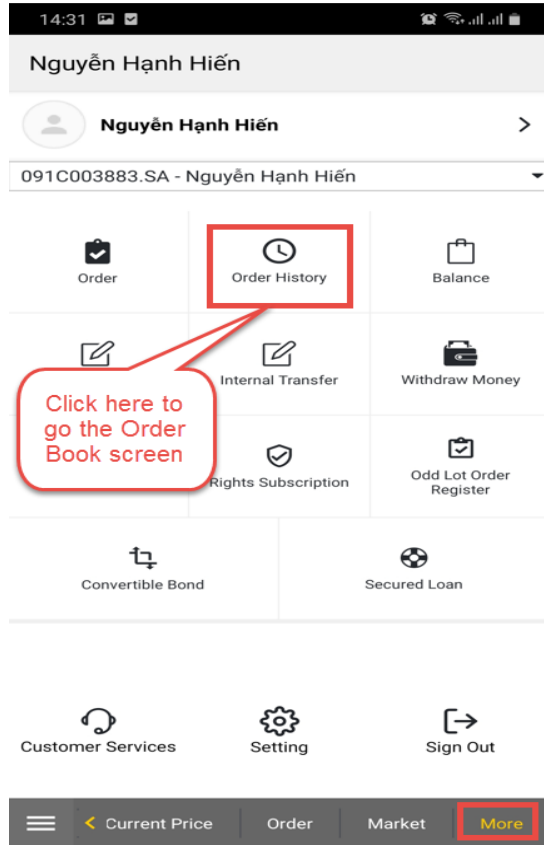 14:31
Nguyễn Hạnh Hiến
Nguyễn Hạnh Hiến
091C003883.SA - Nguyễn Hạnh Hiến
Order
Order History
Balance
Internal Transfer
Withdraw Money
Click here to
go the Order
Book screen
Rights Subscription
Odd Lot Order
Register
Convertible Bond
Secured Loan
Customer Services
Setting
Sign Out
Current Price
Order
Market
More